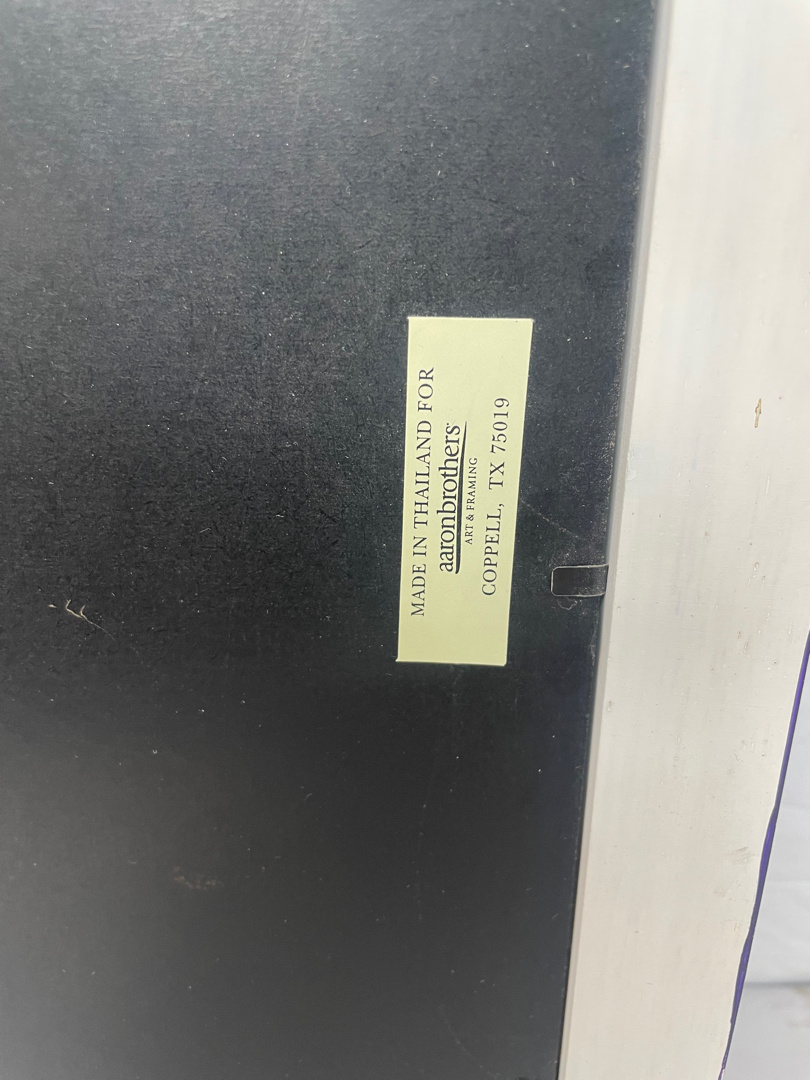 MADE IN THAILAND FOR
aaronbrothers
ART & FRAMING
COPPELL, TX 75019